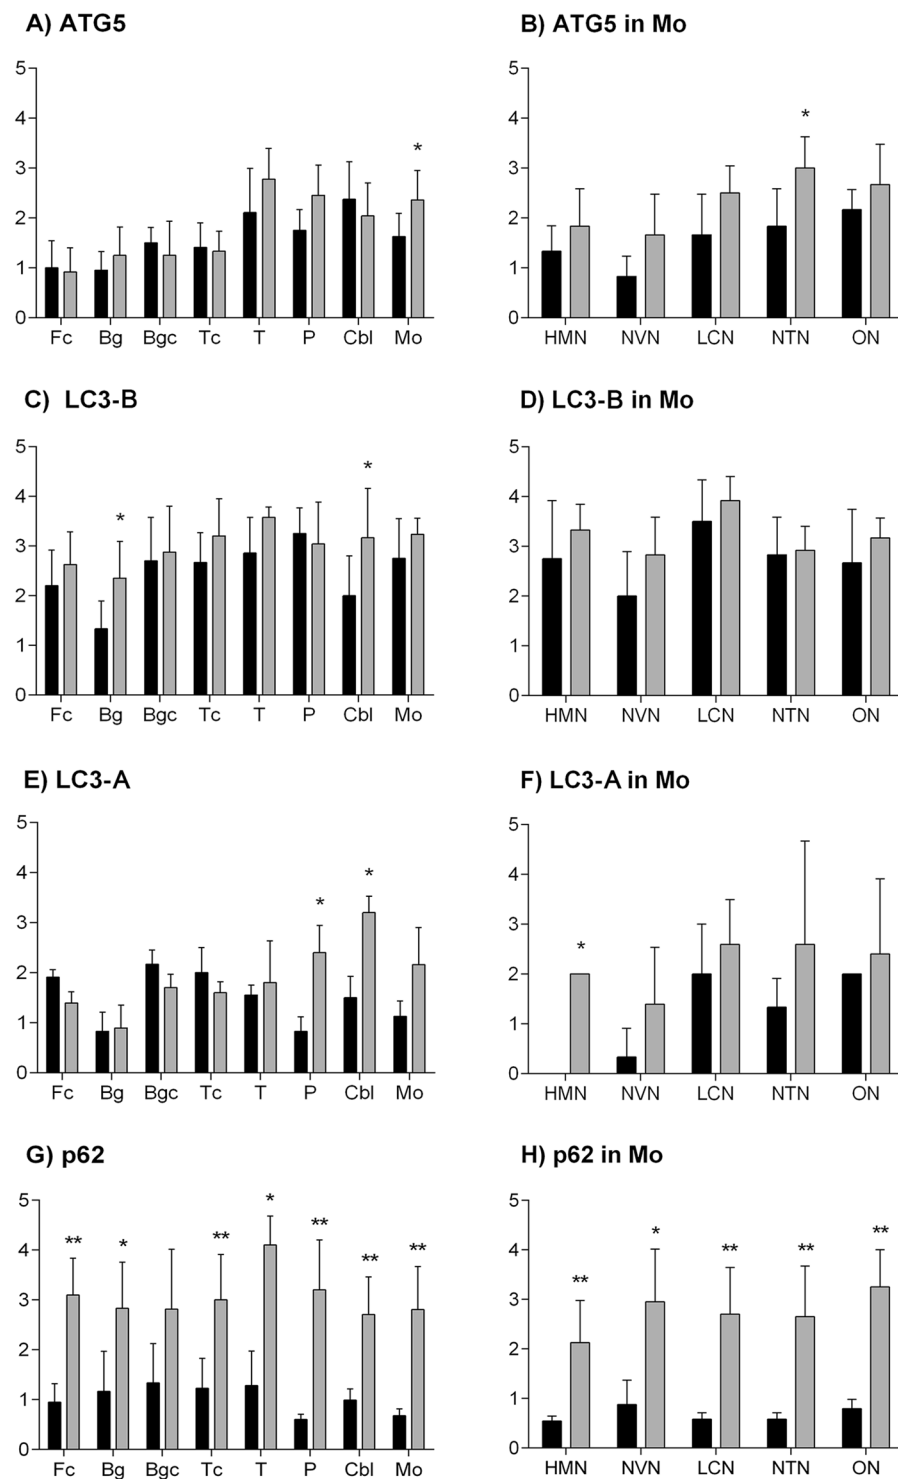 A) ATG5
B) ATG5 in Mo
5
4
3
2
1
0
*
Fc Bg Bgc Tc T P Cbl Mo
5
4
3
2
1
0
*
HMN NVN LCN NTN ON
C) LC3-B
D) LC3-B in Mo
5
4
3
2
1
0
* *
Fc Bg Bgc Tc T P Cbl Mo
5
4
3
2
1
0
HMN NVN LCN NTN ON
E) LC3-A
F) LC3-A in Mo
5
4
3
2
1
0
* *
Fc Bg Bgc Tc T P Cbl Mo
5
4
3
2
1
0
*
HMN NVN LCN NTN ON
G) p62
H) p62 in Mo
5
4
3
2
1
0
** * ** * ** ** **
Fc Bg Bgc Tc T P Cbl Mo
5
4
3
2
1
0
** * ** ** **
HMN NVN LCN NTN ON